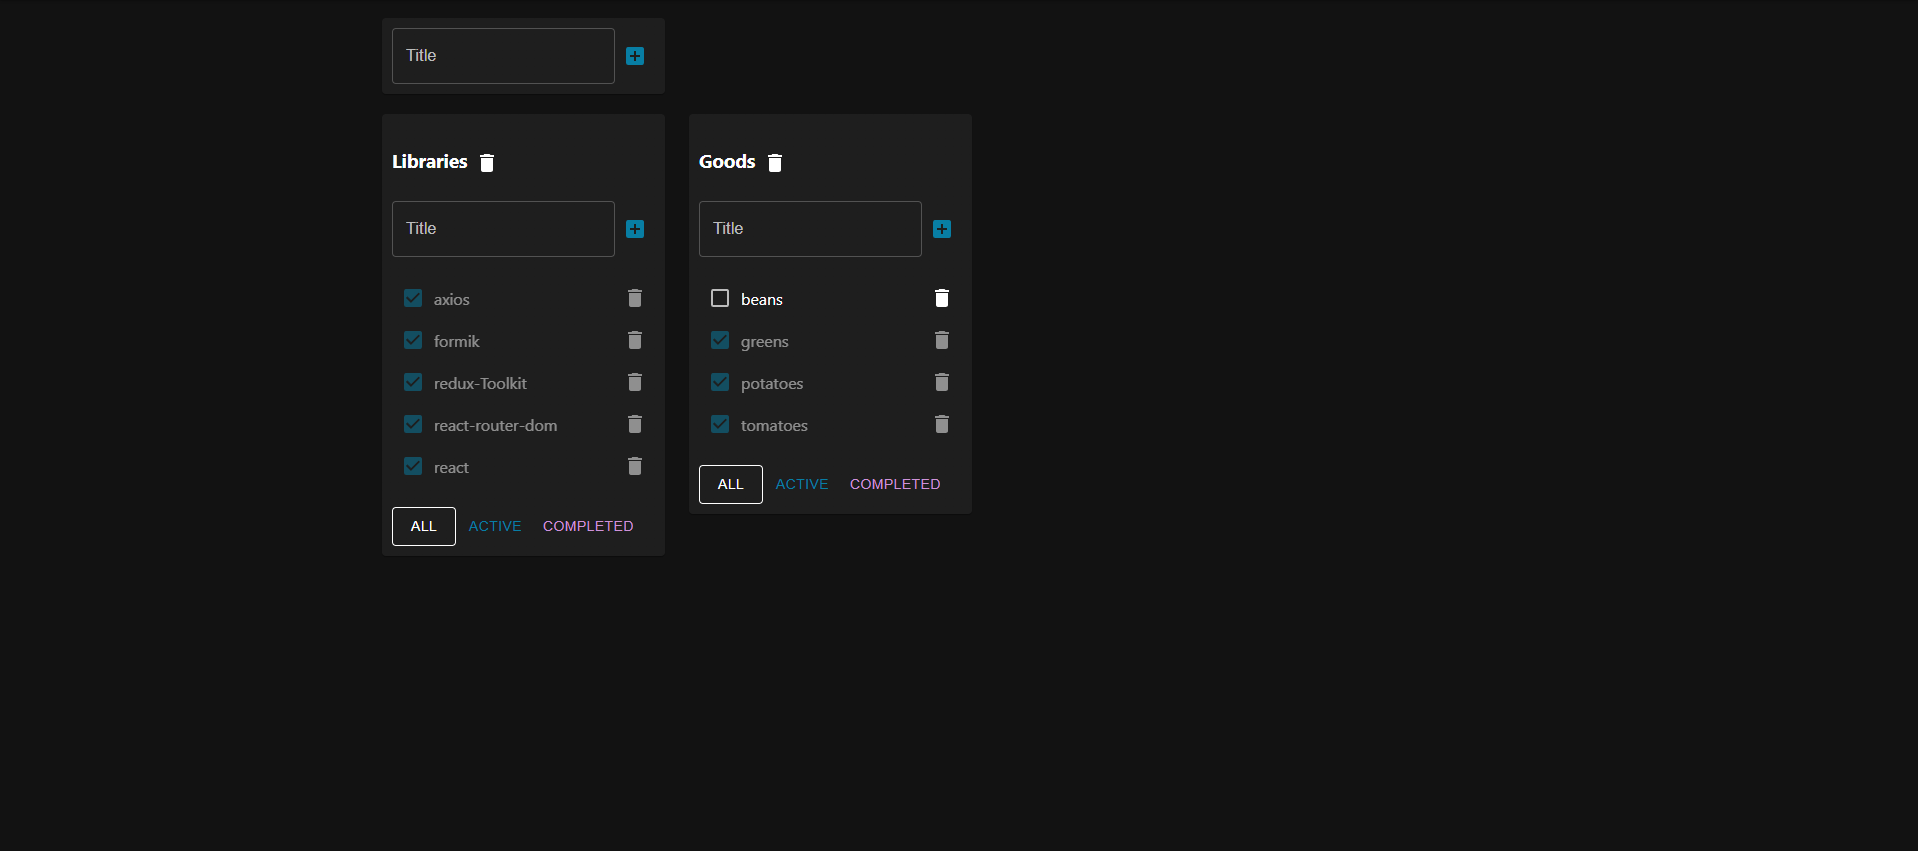 Title
Libraries
Title
axios
formik
redux-Toolkit
react-router-dom
react
ALL ACTIVE COMPLETED
Goods
Title
beans
greens
potatoes
tomatoes
ALL ACTIVE COMPLETED